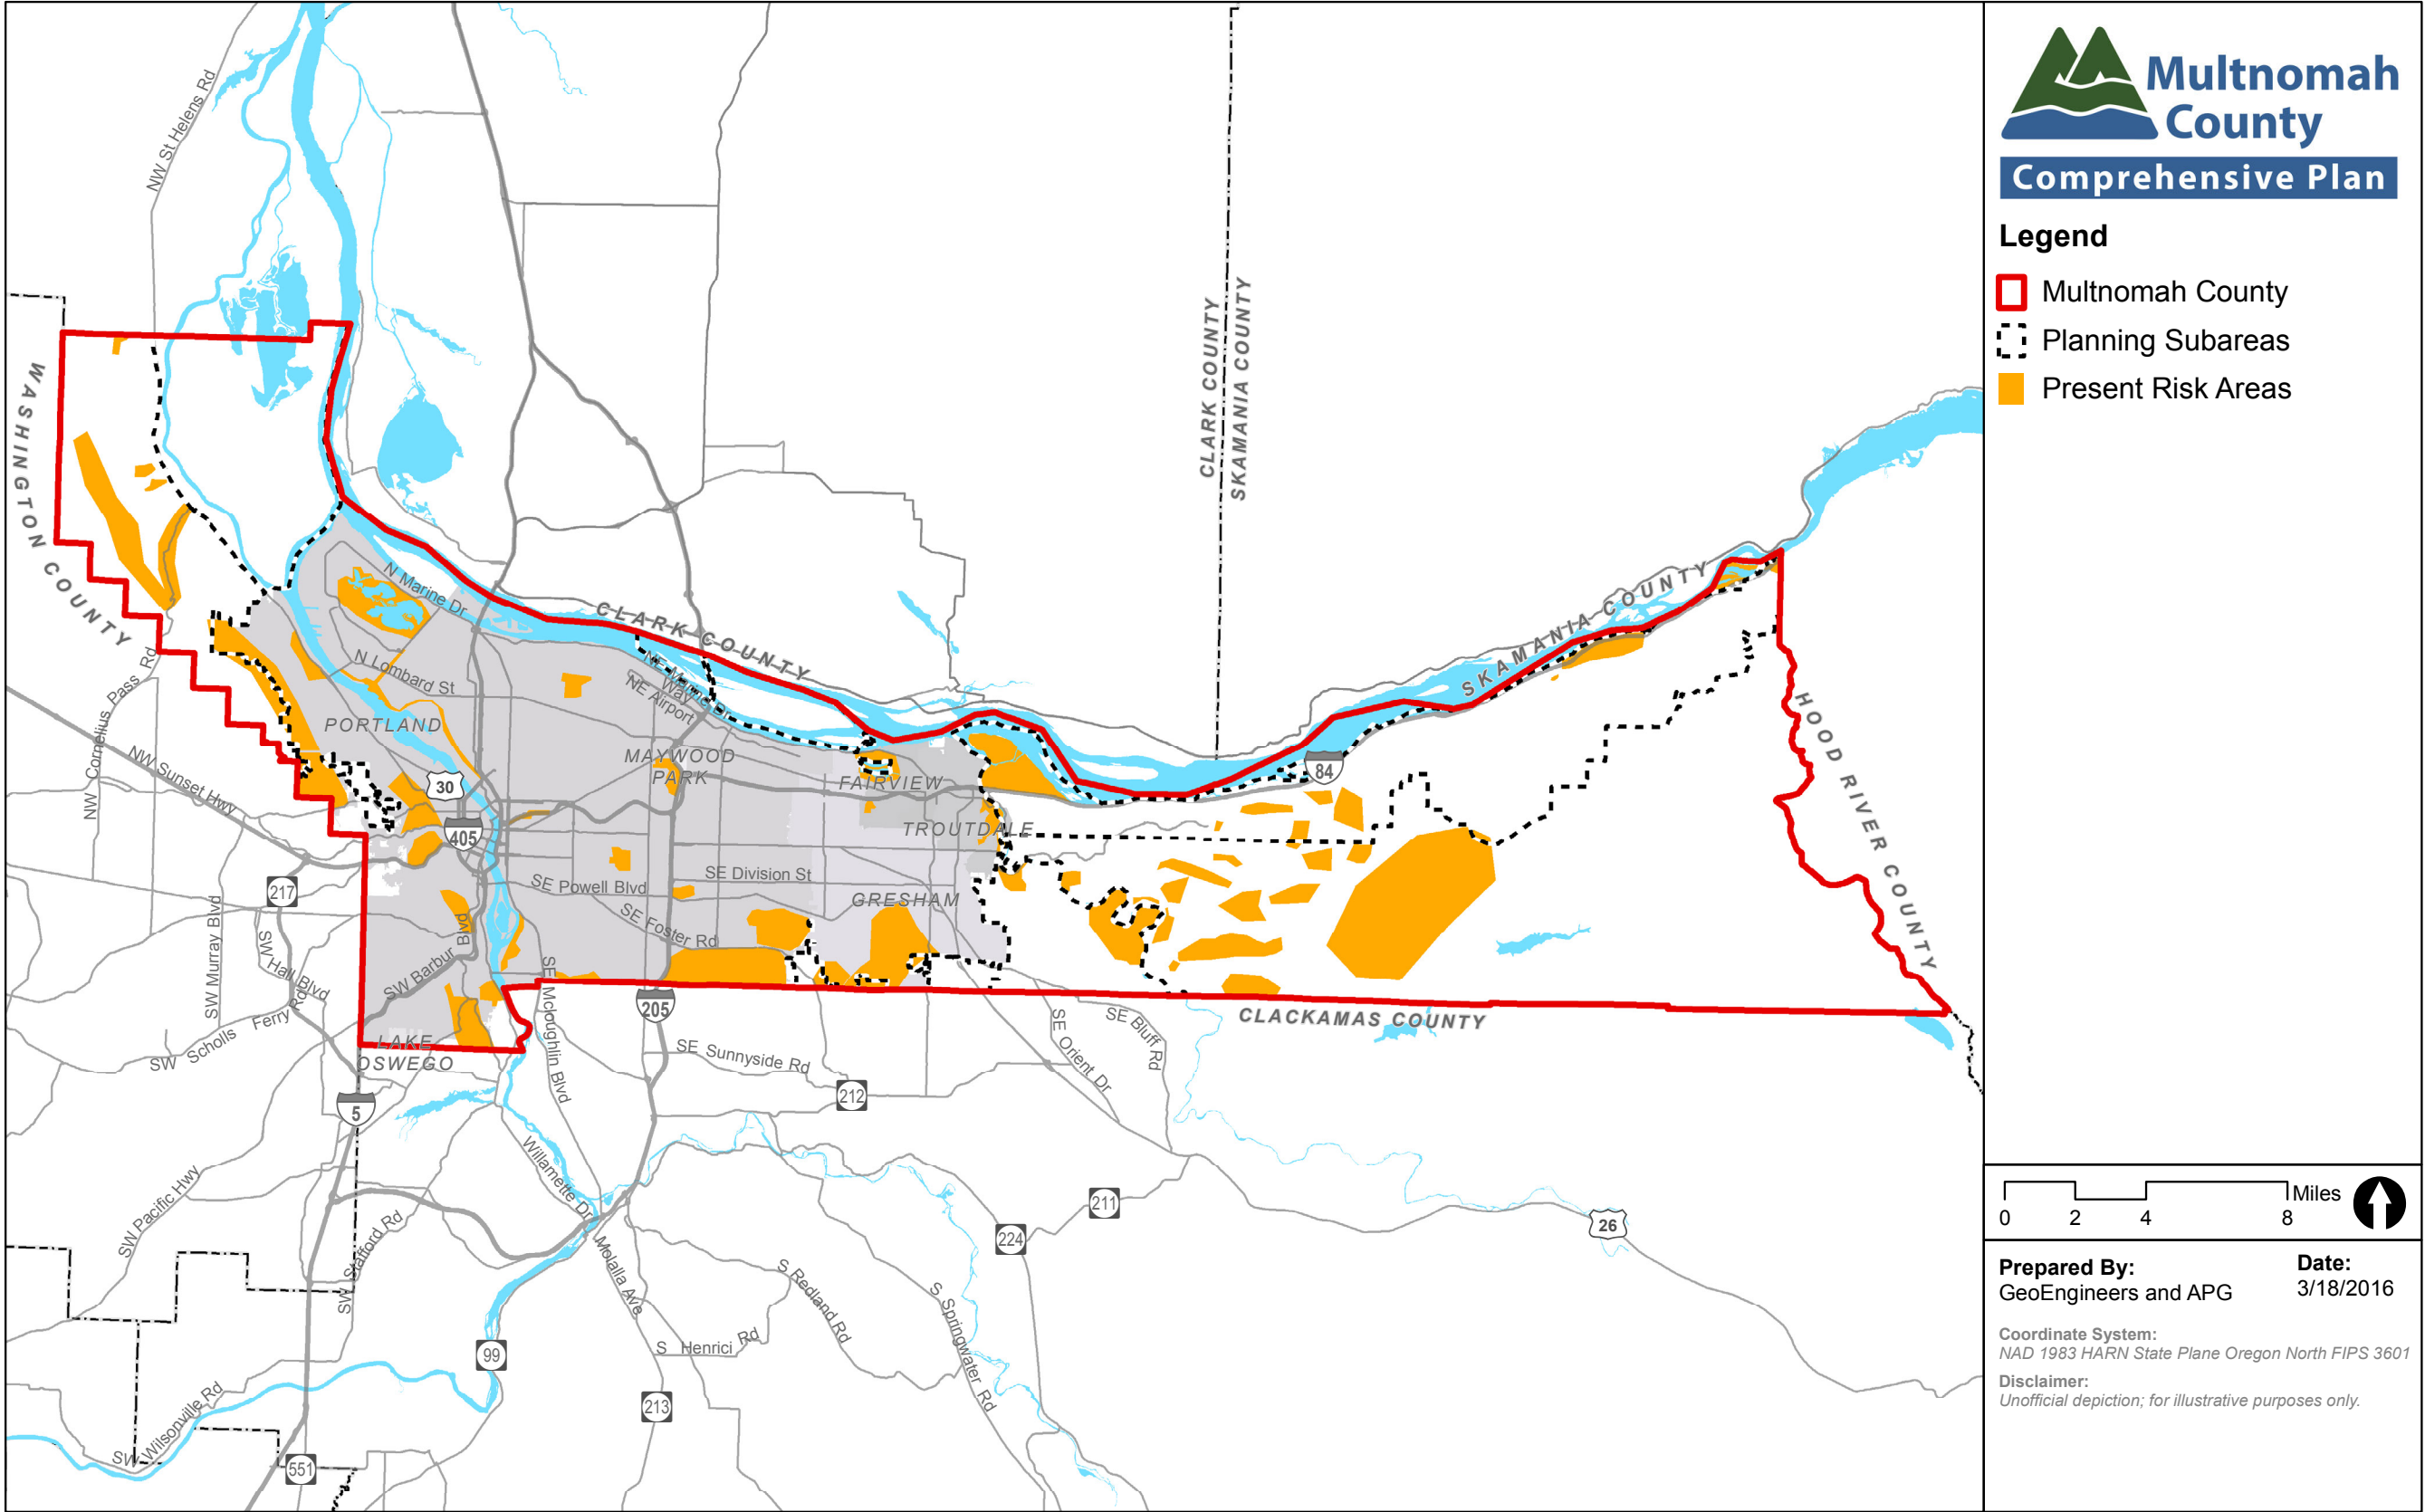 Multnomah
County
Comprehensive Plan
Legend
Multnomah County
Planning Subareas
Present Risk Areas
0 2 4 8 Miles
Prepared By:
GeoEngineers and APG
Date:
3/18/2016
Coordinate System:
NAD 1983 HARN State Plane Oregon North FIPS 3601
Disclaimer:
Unofficial depiction; for illustrative purposes only.
NW St Helens Rd
CLARK COUNTY
SKAMANIA COUNTY
WASHINGTON COUNTY
N Marine Dr
CLARK COUNTY
SKAMANIA COUNTY
N Lombard St
NE Marine Dr
NE Airport Way
NW Cornelius Pass Rd
NW Sunset Hwy
PORTLAND
MAYWOOD
PARK
FAIRVIEW
TROUTDALE
GRESHAM
HOOD RIVER COUNTY
30
84
405
217
SE Division St
SE Powell Blvd
SE Foster Rd
SW Murray Blvd
SW Hall Blvd
SW Barbur Blvd
SW Scholls Ferry Rd
SE Mcloughlin Blvd
205
CLACKAMAS COUNTY
LAKE
OSWEGO
SE Sunnyside Rd
SE Orient Dr
SE Bluff Rd
5
212
Willamette Dr
SW Pacific Hwy
SW Stafford Rd
211
224
26
Molalla Ave
S Redland Rd
S Springwater Rd
S Henrici Rd
99
213
SW Wilsonville Rd
551